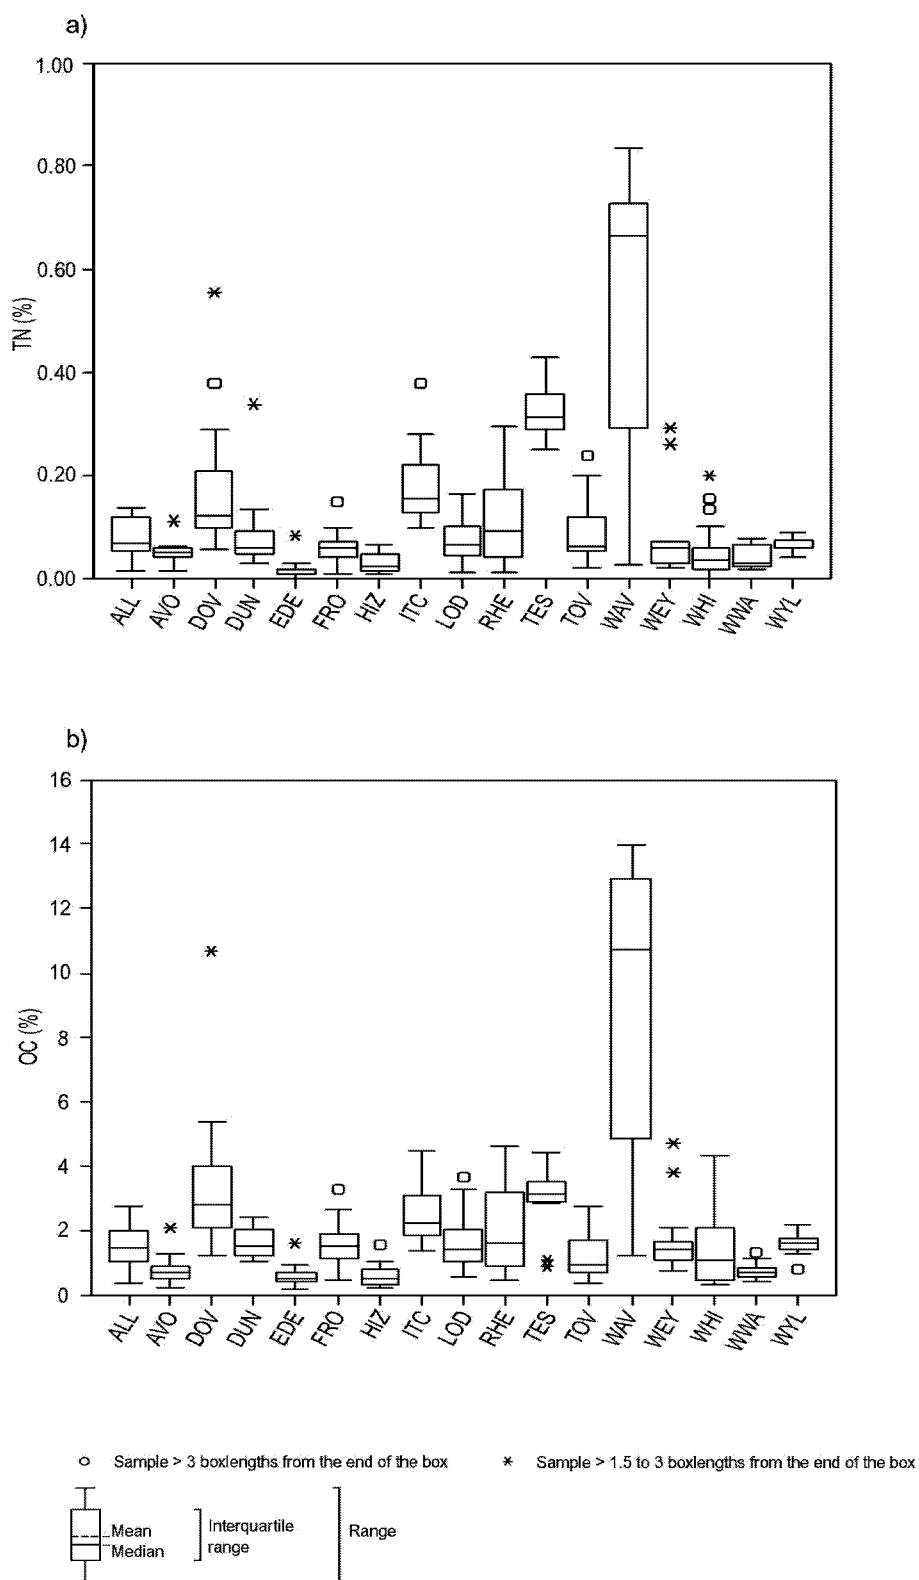 a)
1.00
0.80
0.60
0.40
0.20
0.00
TN (%)
ALL AVO DOV DUN EDE FRO HIZ ITC LOD RHE TES TOV WAV WEY WHI WWA WYL
b)
16
14
12
10
8
6
4
2
0
OC (%)
ALL AVO DOV DUN EDE FRO HIZ ITC LOD RHE TES TOV WAV WEY WHI WWA WYL
o Sample > 3 boxlengths from the end of the box * Sample > 1.5 to 3 boxlengths from the end of the box
Mean
Median
Interquartile
range
Range